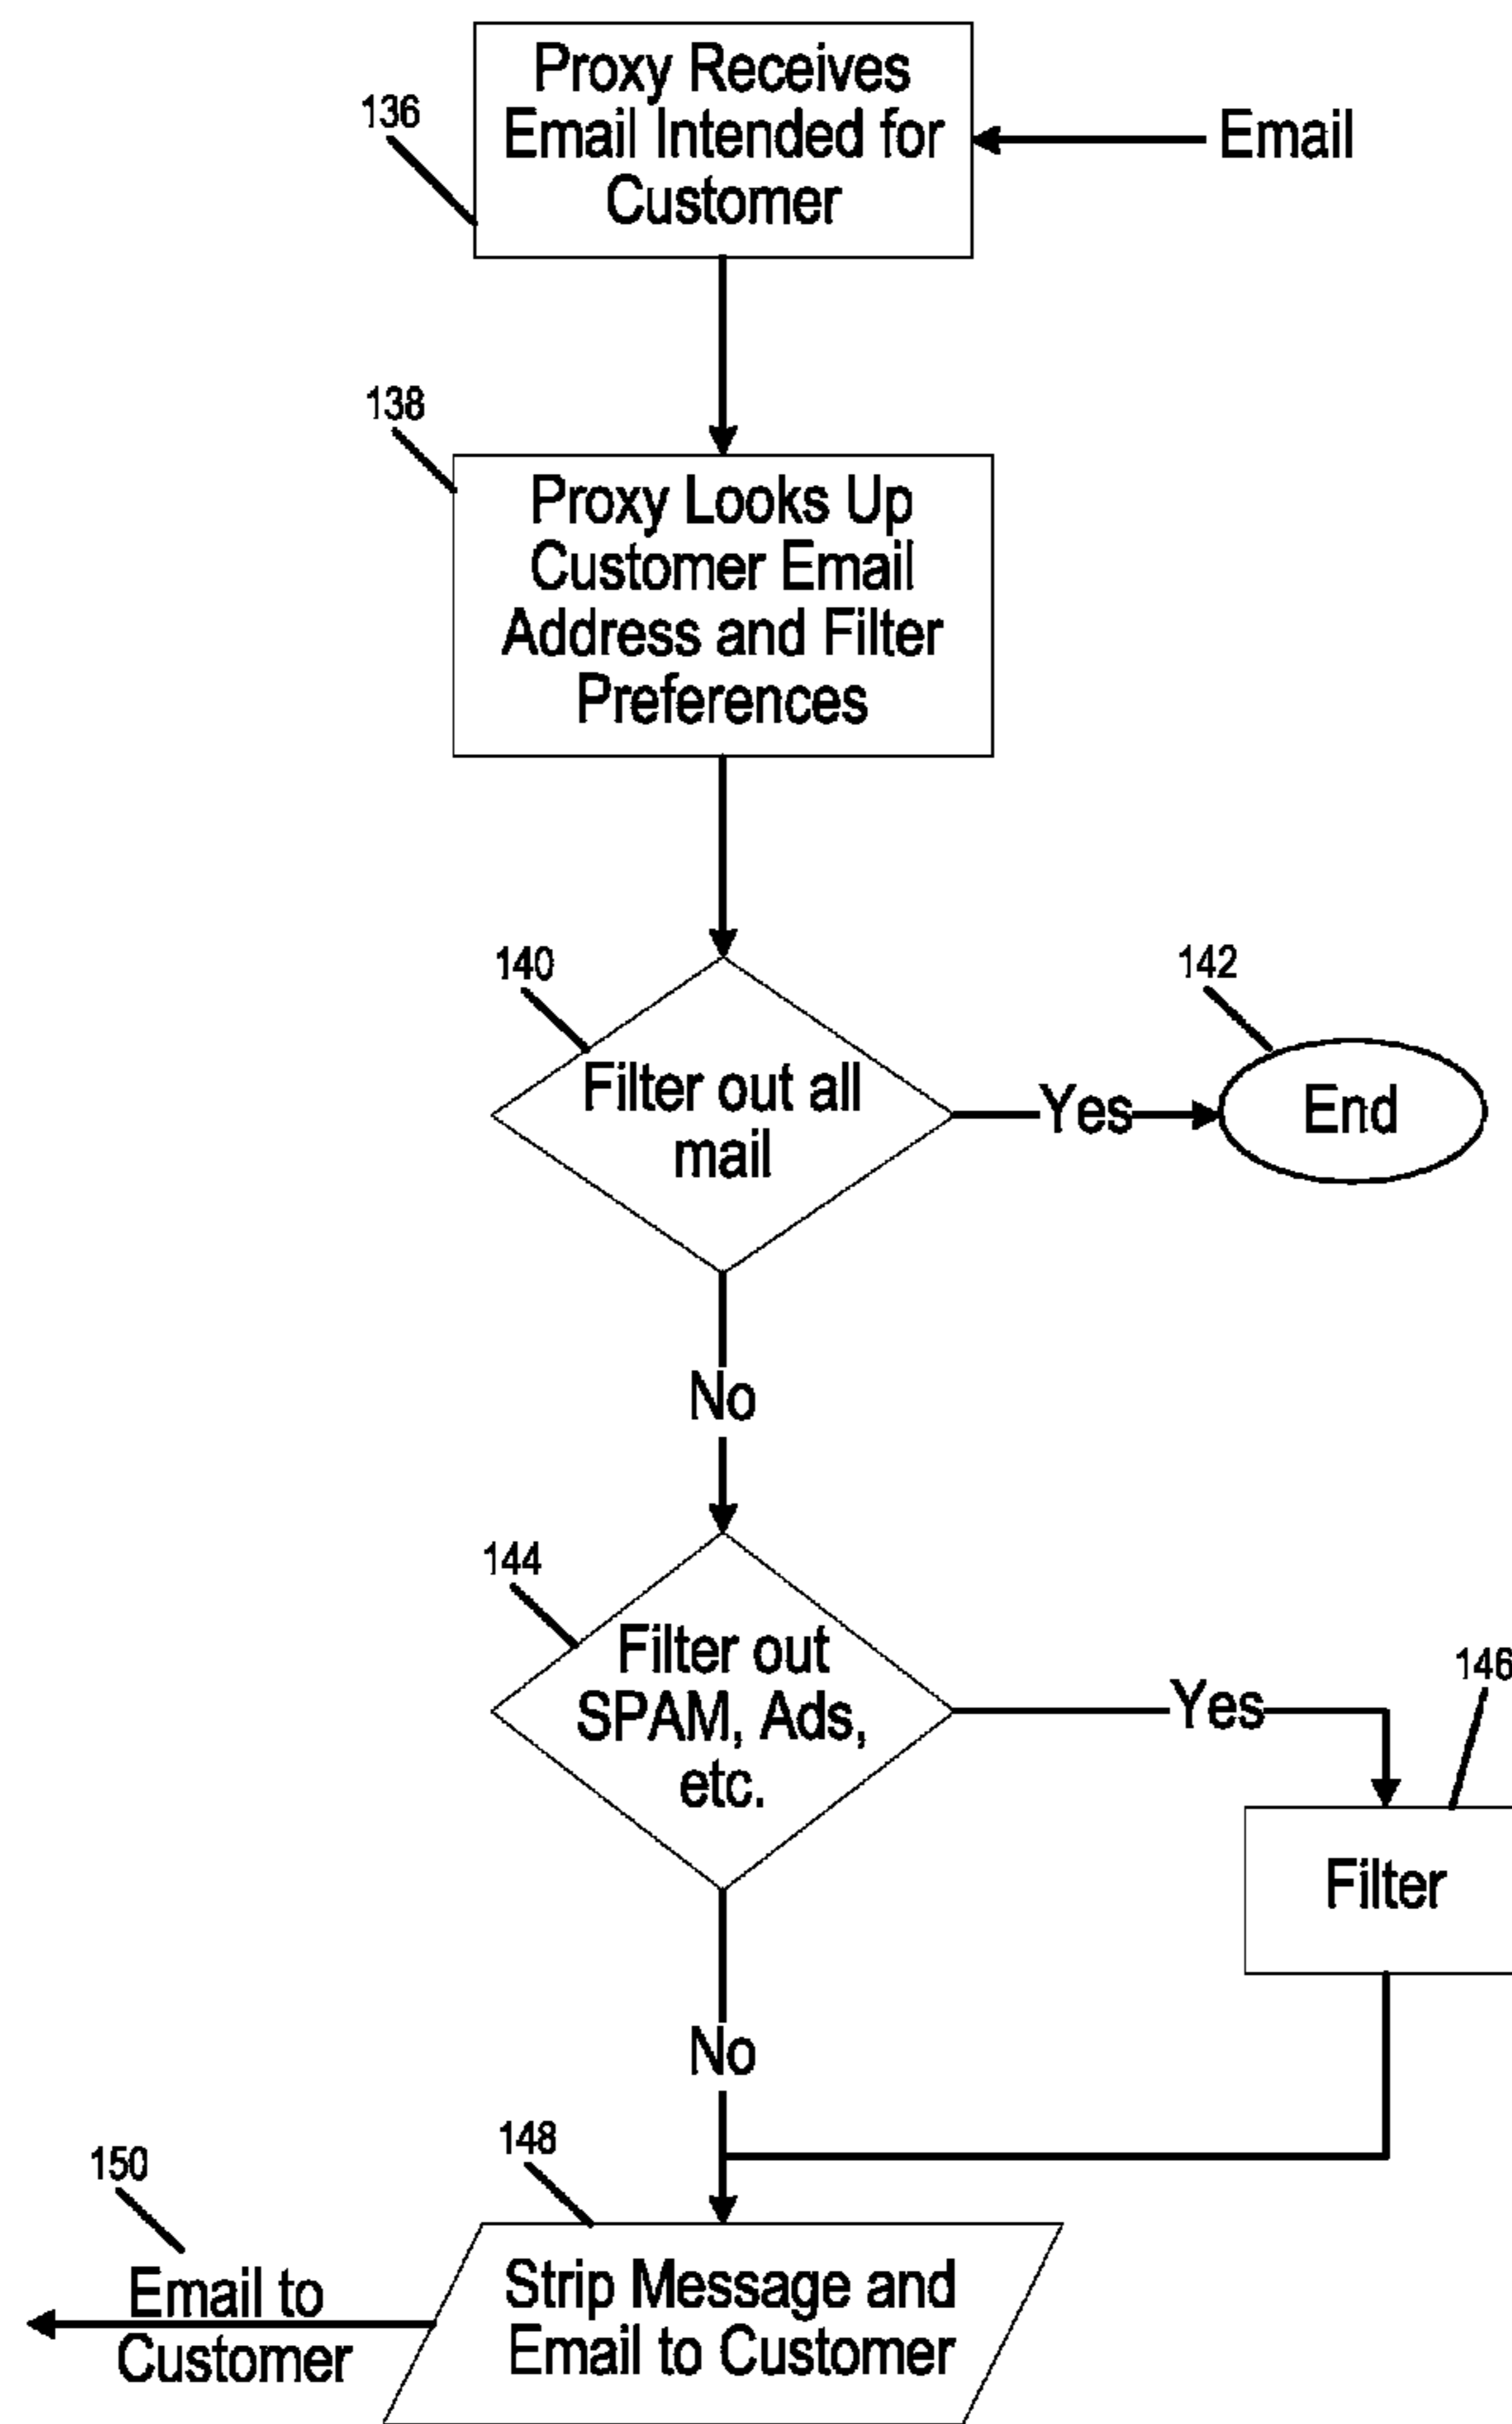 Proxy Receives
136
Email Intended for
Email
Customer
138
Proxy Looks Up
Customer Email
Address and Filter
Preferences
140
142
Filter out all
mail
Yes
End
No
144
Filter out
SPAM, Ads,
etc.
Yes
146
Filter
No
148
150
Strip Message and
Email to Customer
Email to
Customer